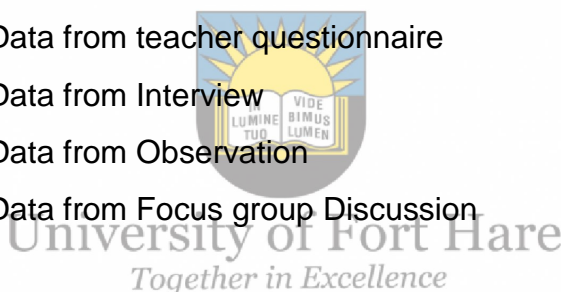 Data from teacher questionnaire
Data from Interview
IN VIDE
LUMINE BIMUS
TUO LUMEN
Data from Observation
Data from Focus group Discussion
University of Fort Hare
Together in Excellence